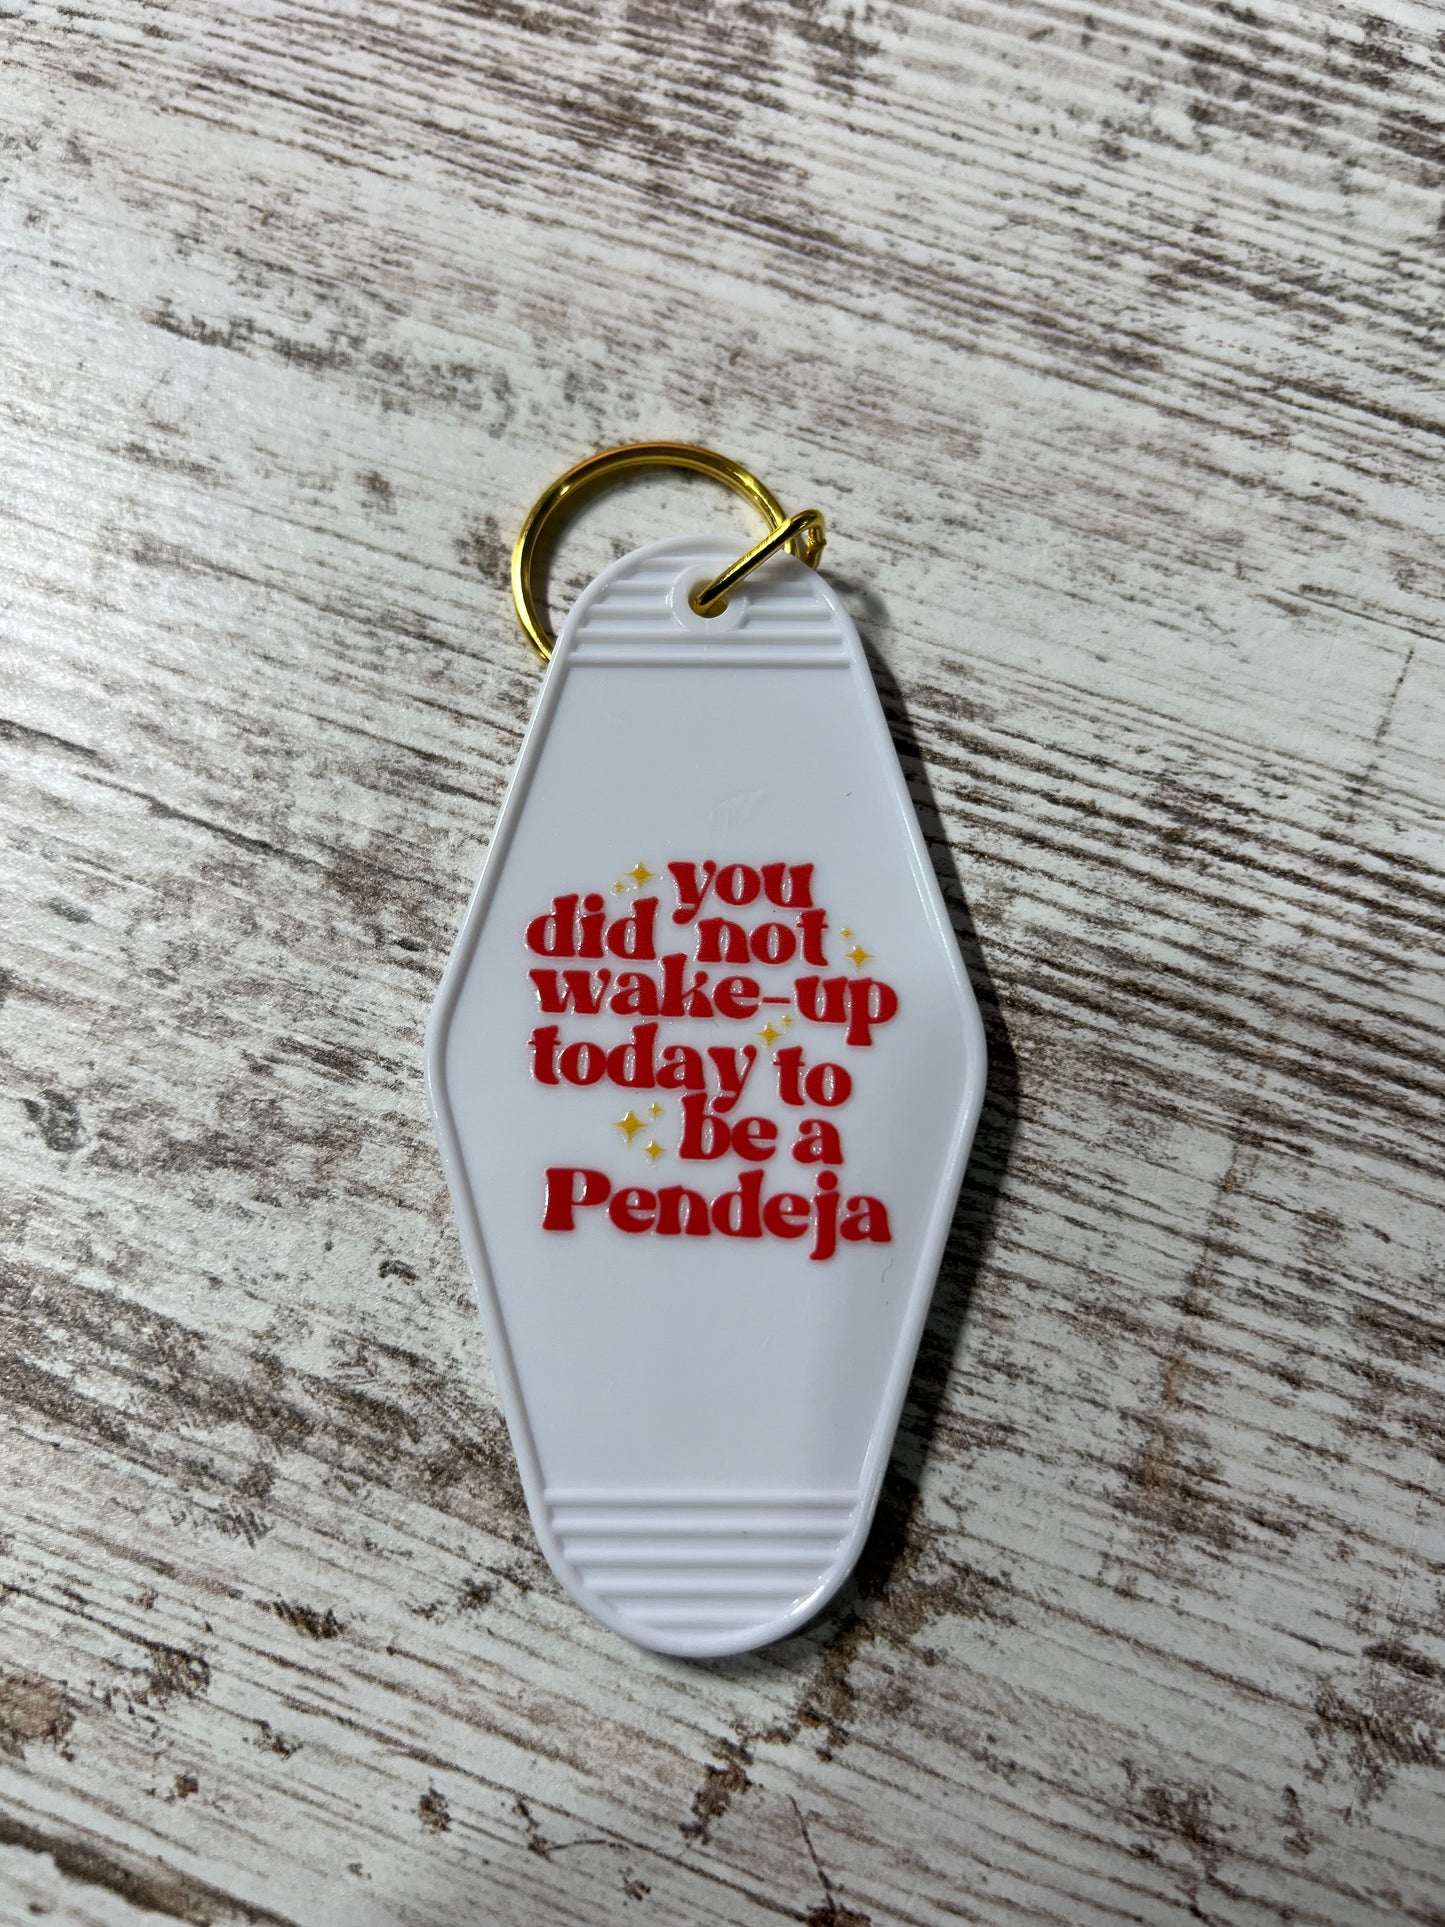 you
did not
wake-up
today to
be a
Pendeja